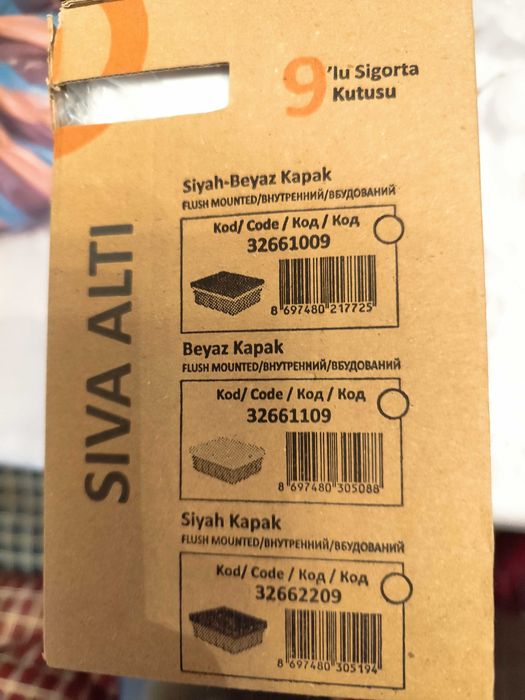 9'lu Sigorta
Kutusu
SIVA ALTI
Siyah-Beyaz Kapak
FLUSH MOUNTED/ВНУТРЕННИЙ/ВБУДОВАНИЙ
Kod/ Code / Код / Код
32661009
8 697480 217725
Beyaz Kapak
FLUSH MOUNTED/ВНУТРЕННИЙ/ВБУДОВАНИЙ
Kod/ Code / Код / Код
32661109
8 697480 305088
Siyah Kapak
FLUSH MOUNTED/ВНУТРЕННИЙ/ВБУДОВАНИЙ
Kod/ Code / Код / Код
32662209
8 697480 305194